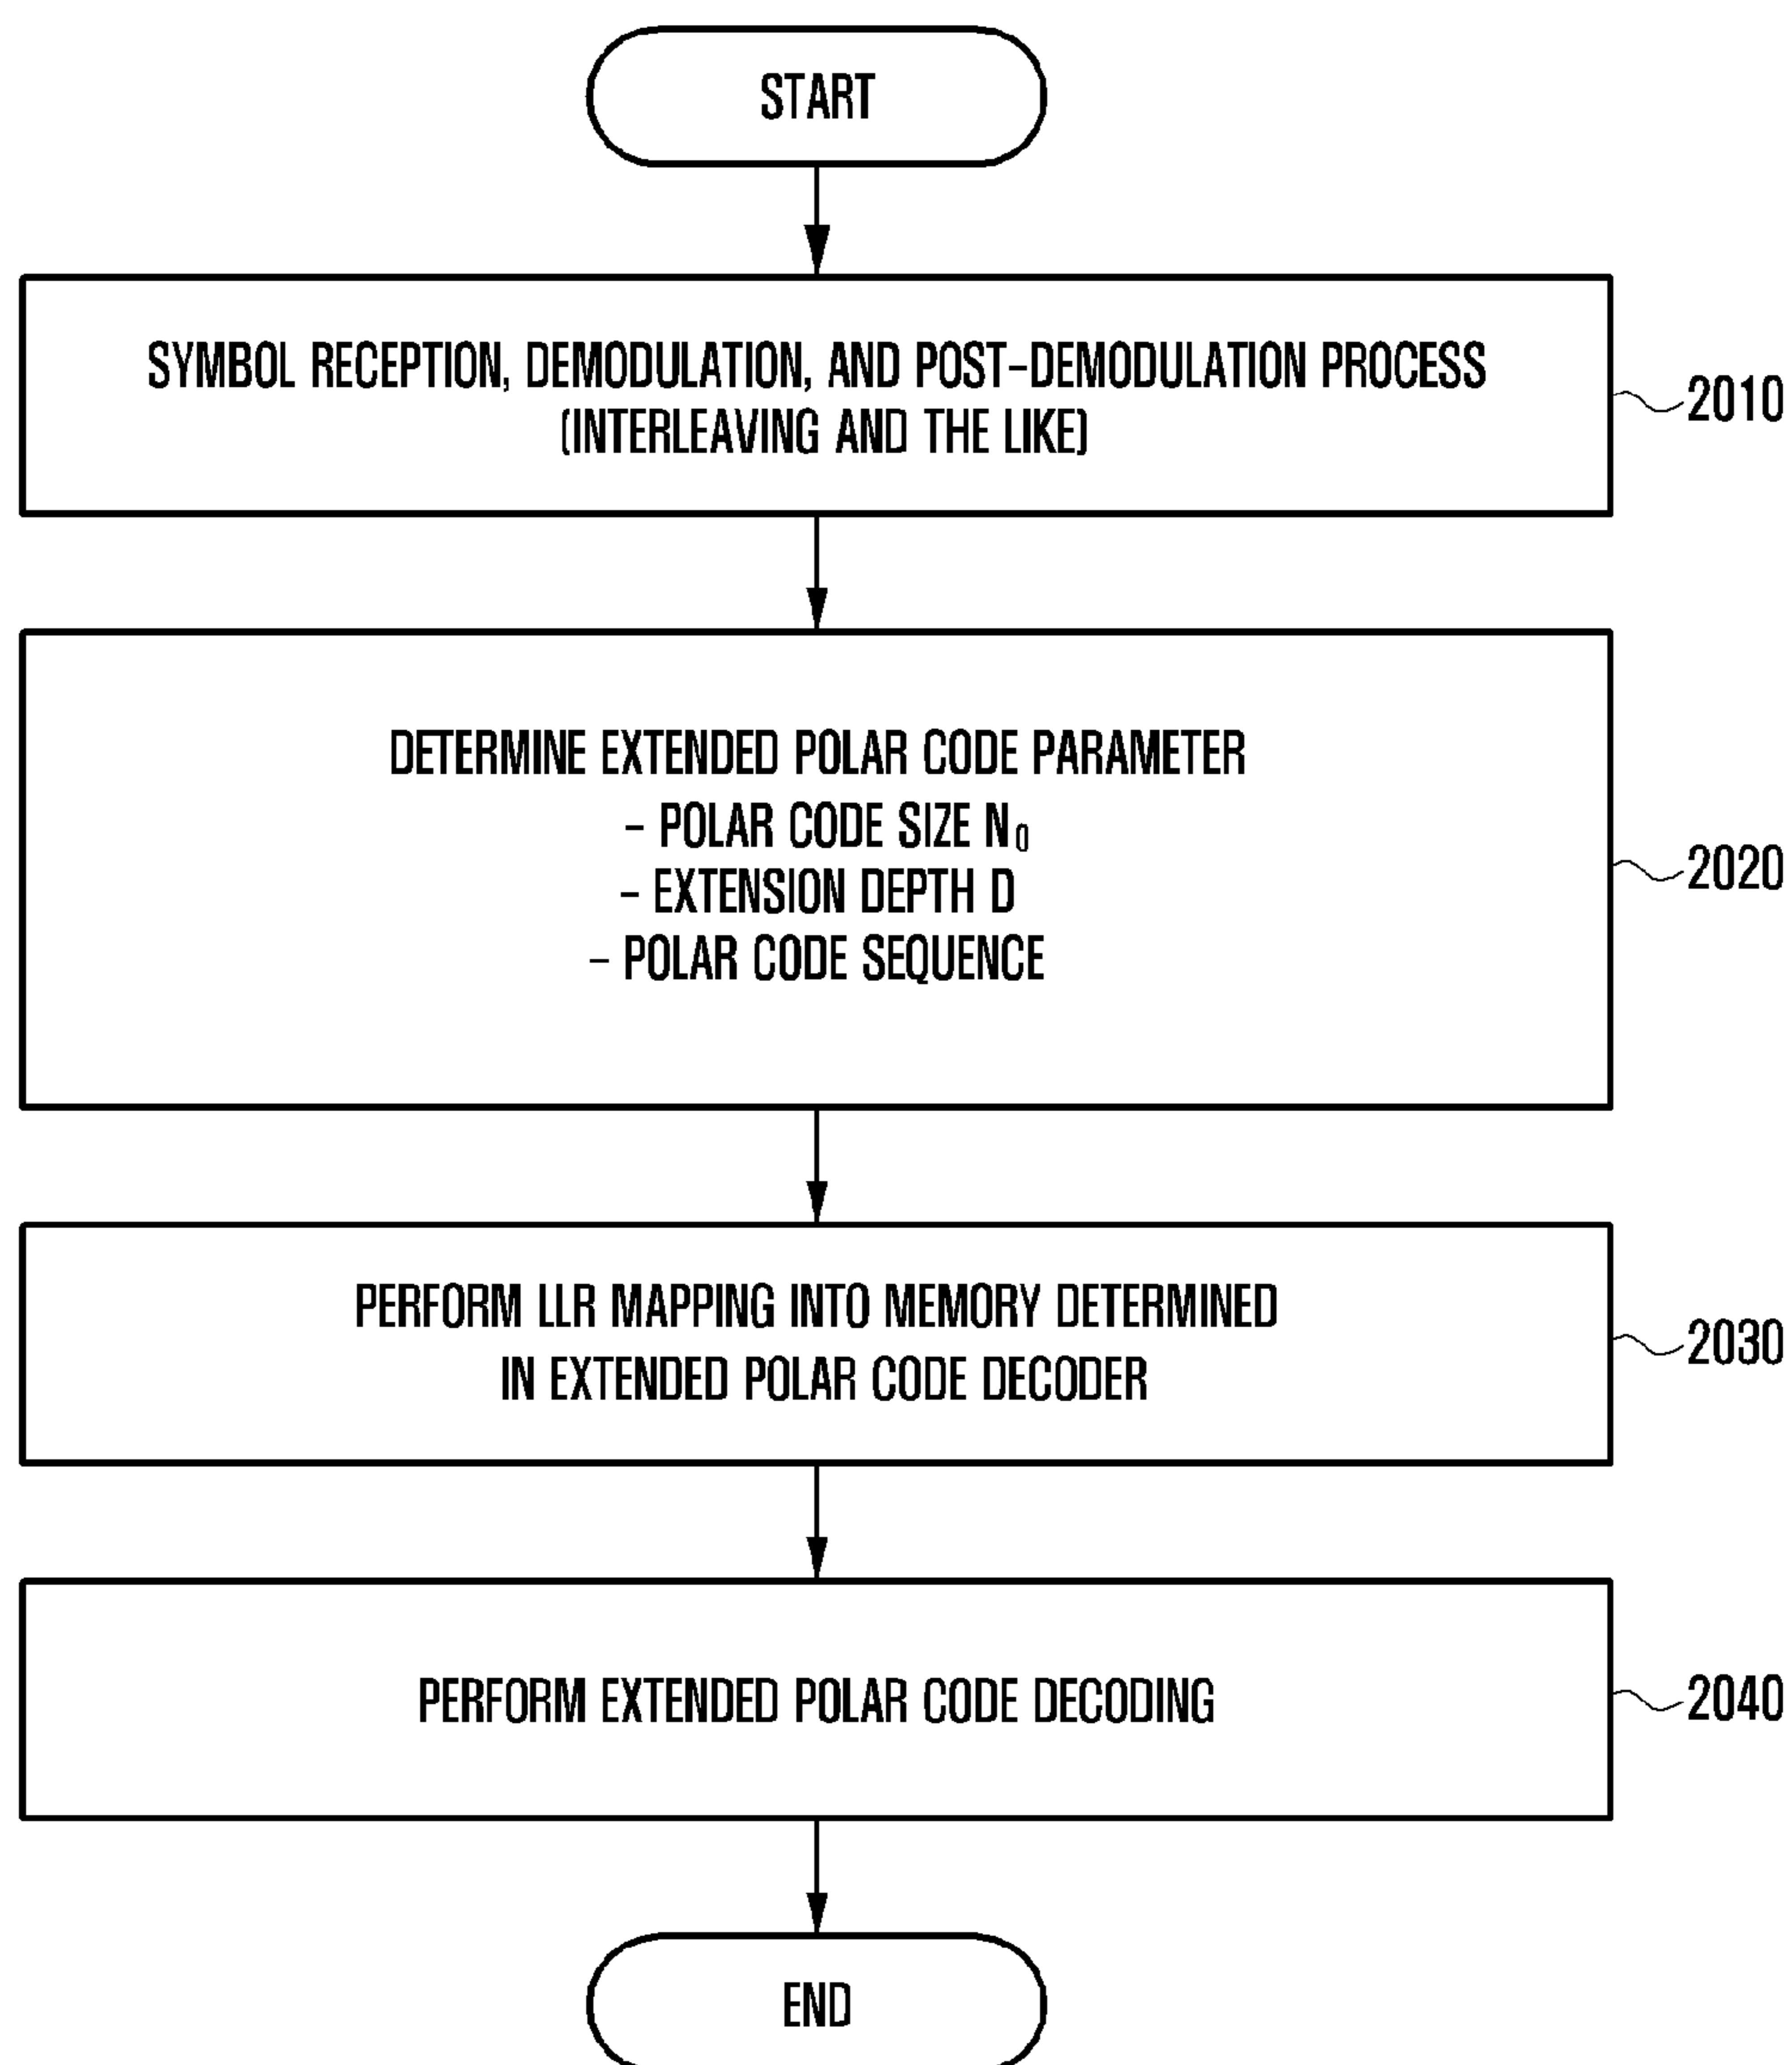 START
SYMBOL RECEPTION, DEMODULATION, AND POST-DEMODULATION PROCESS
(INTERLEAVING AND THE LIKE)
2010
DETERMINE EXTENDED POLAR CODE PARAMETER
- POLAR CODE SIZE N₀
- EXTENSION DEPTH D
- POLAR CODE SEQUENCE
2020
PERFORM LLR MAPPING INTO MEMORY DETERMINED
IN EXTENDED POLAR CODE DECODER
2030
PERFORM EXTENDED POLAR CODE DECODING
2040
END